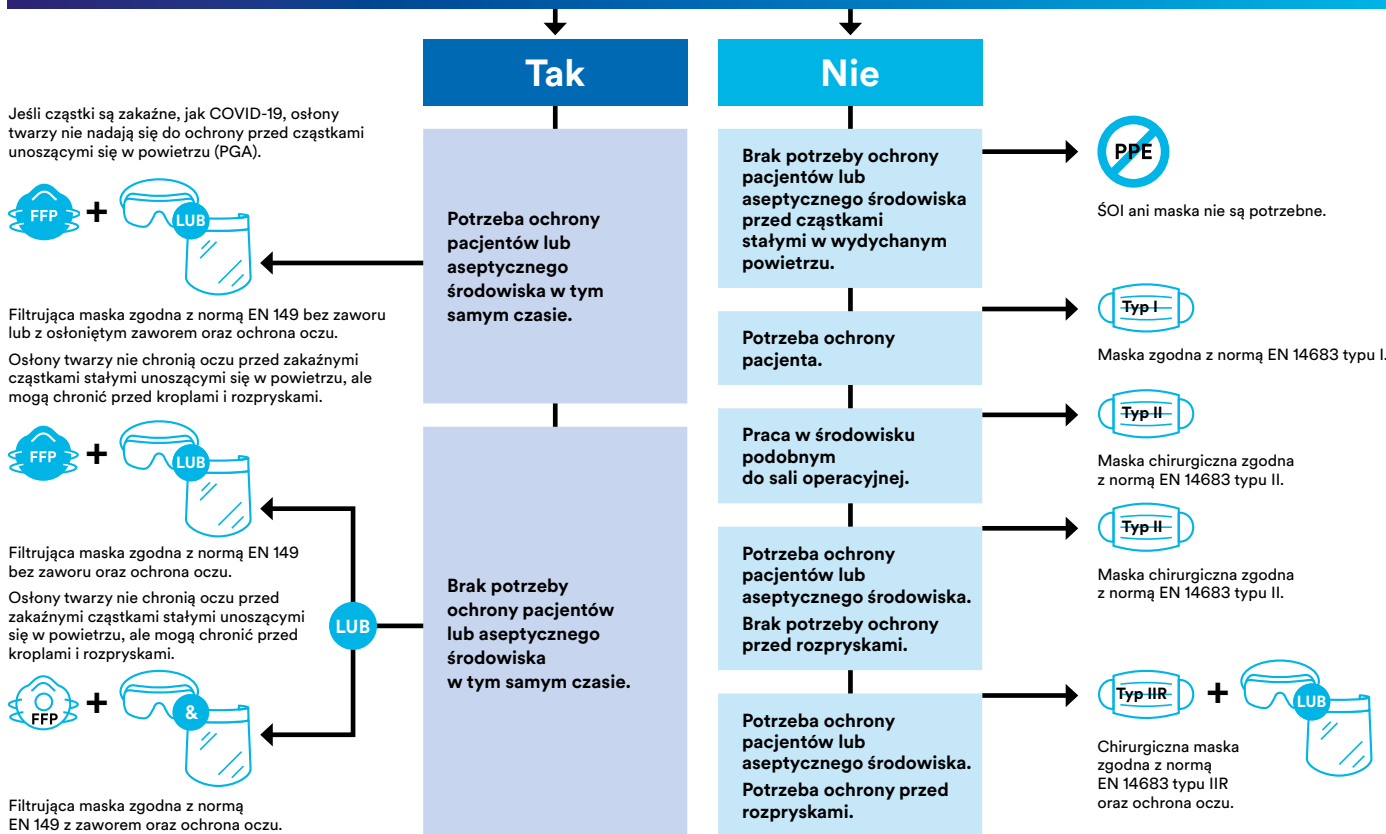 Tak
Nie
Jeśli cząstki są zakaźne, jak COVID-19, osłony
twarzy nie nadają się do ochrony przed cząstkami
unoszącymi się w powietrzu (PGA).
FFP
+
LUB
Filtrująca maska zgodna z normą EN 149 bez zaworu
lub z osłoniętym zaworem oraz ochrona oczu.
Osłony twarzy nie chronią oczu przed zakaźnymi
cząstkami stałymi unoszącymi się w powietrzu, ale
mogą chronić przed kroplami i rozpryskami.
FFP
+
LUB
Filtrująca maska zgodna z normą EN 149
bez zaworu oraz ochrona oczu.
Osłony twarzy nie chronią oczu przed
zakaźnymi cząstkami stałymi unoszącymi
się w powietrzu, ale mogą chronić przed
kroplami i rozpryskami.
LUB
FFP
+
&
Filtrująca maska zgodna z normą
EN 149 z zaworem oraz ochrona oczu.
Potrzeba ochrony
pacjentów lub
aseptycznego
środowiska w tym
samym czasie.
Brak potrzeby
ochrony pacjentów
lub aseptycznego
środowiska
w tym samym czasie.
Brak potrzeby ochrony
pacjentów lub
aseptycznego środowiska
przed cząstkami
stałymi w wydychanym
powietrzu.
PPE
ŚOI ani maska nie są potrzebne.
Potrzeba ochrony
pacjenta.
Typ I
Maska zgodna z normą EN 14683 typu I.
Praca w środowisku
podobnym
do sali operacyjnej.
Typ II
Maska chirurgiczna zgodna
z normą EN 14683 typu II.
Potrzeba ochrony
pacjentów lub
aseptycznego środowiska.
Brak potrzeby ochrony
przed rozpryskami.
Typ II
Maska chirurgiczna zgodna
z normą EN 14683 typu II.
Potrzeba ochrony
pacjentów lub
aseptycznego środowiska.
Potrzeba ochrony przed
rozpryskami.
Typ IIR
+
LUB
Chirurgiczna maska
zgodna z normą
EN 14683 typu IIR
oraz ochrona oczu.